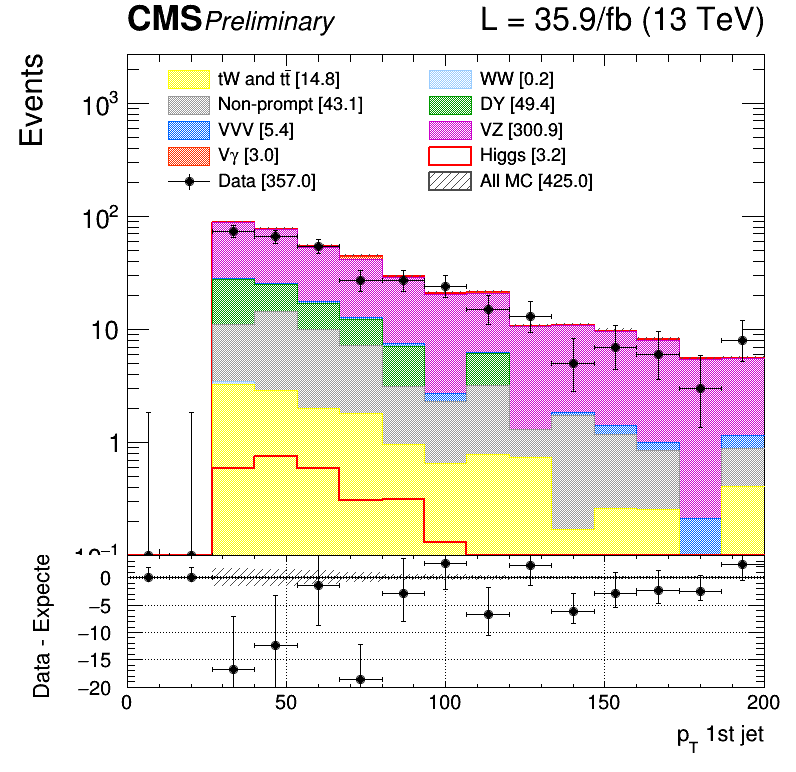 CMS Preliminary L = 35.9/fb (13 TeV)
Events
tW and tt̄ [14.8] WW [0.2]
Non-prompt [43.1] DY [49.4]
VVV [5.4] VZ [300.9]
Vγ [3.0] Higgs [3.2]
Data [357.0] All MC [425.0]
10³
10²
10
1
10⁻¹
Data - Expecte
0
−5
−10
−15
−20
0 50 100 150 200
p_T 1st jet